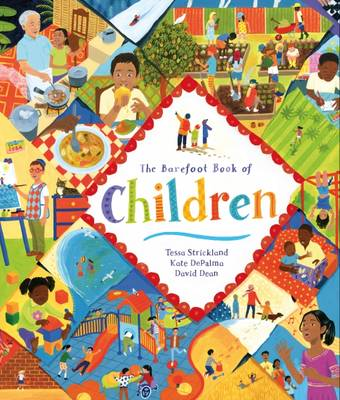 The Barefoot Book of
Children
Tessa Strickland
Kate DePalma
David Dean